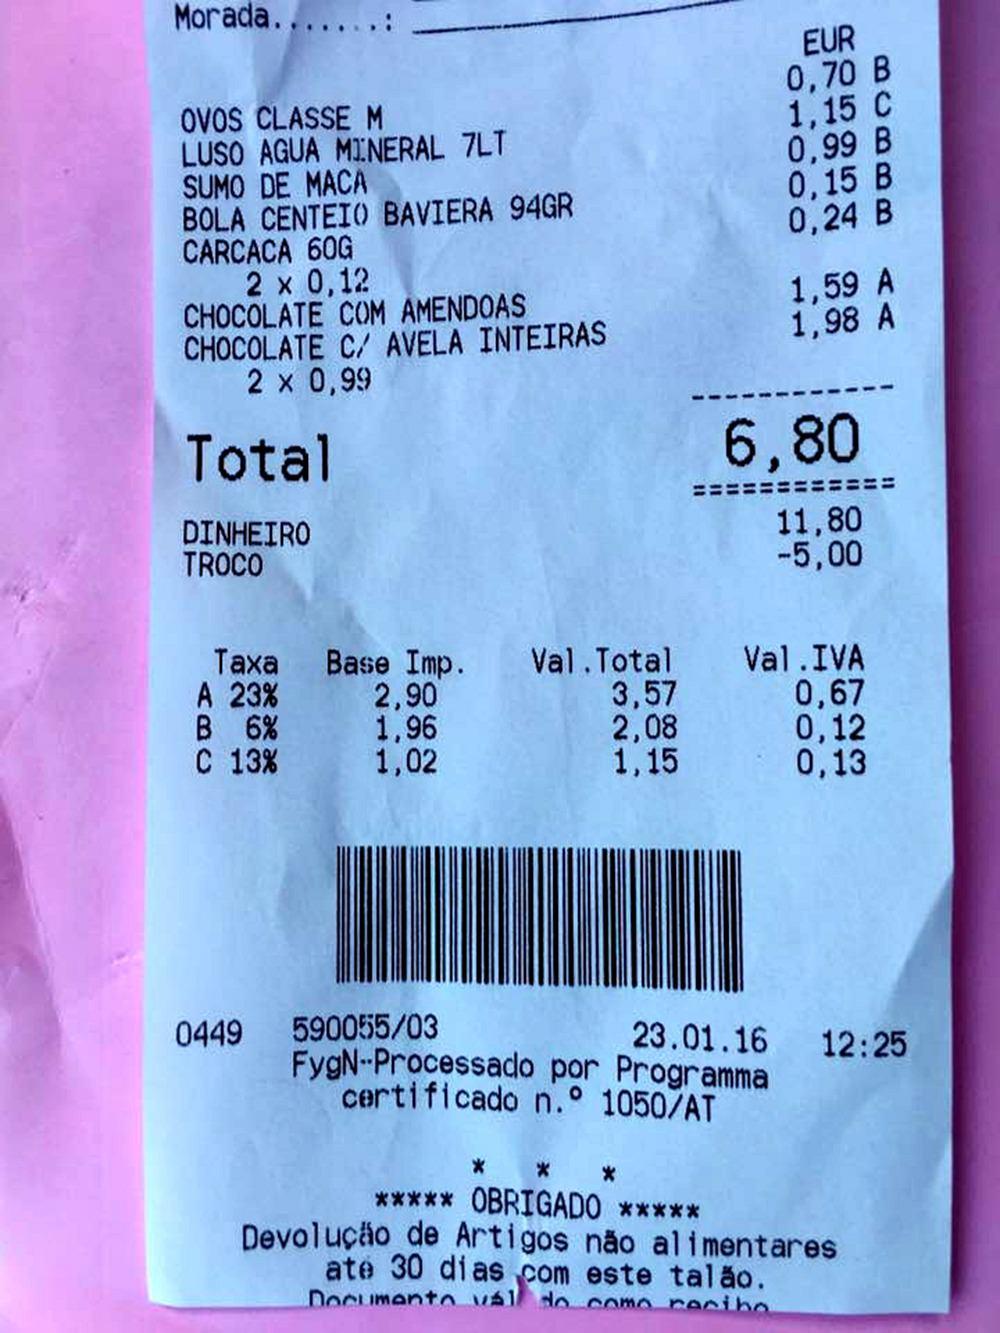 Morada.......:
EUR
OVOS CLASSE M 0,70 B
LUSO AGUA MINERAL 7LT 1,15 C
SUMO DE MACA 0,99 B
BOLA CENTEIO BAVIERA 94GR 0,15 B
CARCACA 60G 0,24 B
2 x 0,12
CHOCOLATE COM AMENDOAS 1,59 A
CHOCOLATE C/ AVELA INTEIRAS 1,98 A
2 x 0,99
Total 6,80
DINHEIRO 11,80
TROCO -5,00
Taxa Base Imp. Val.Total Val.IVA
A 23% 2,90 3,57 0,67
B 6% 1,96 2,08 0,12
C 13% 1,02 1,15 0,13
0449 590055/03 23.01.16 12:25
FygN-Processado por Programma
certificado n.º 1050/AT
* * *
***** OBRIGADO *****
Devolução de Artigos não alimentares
até 30 dias com este talão.
Documento válido como recibo